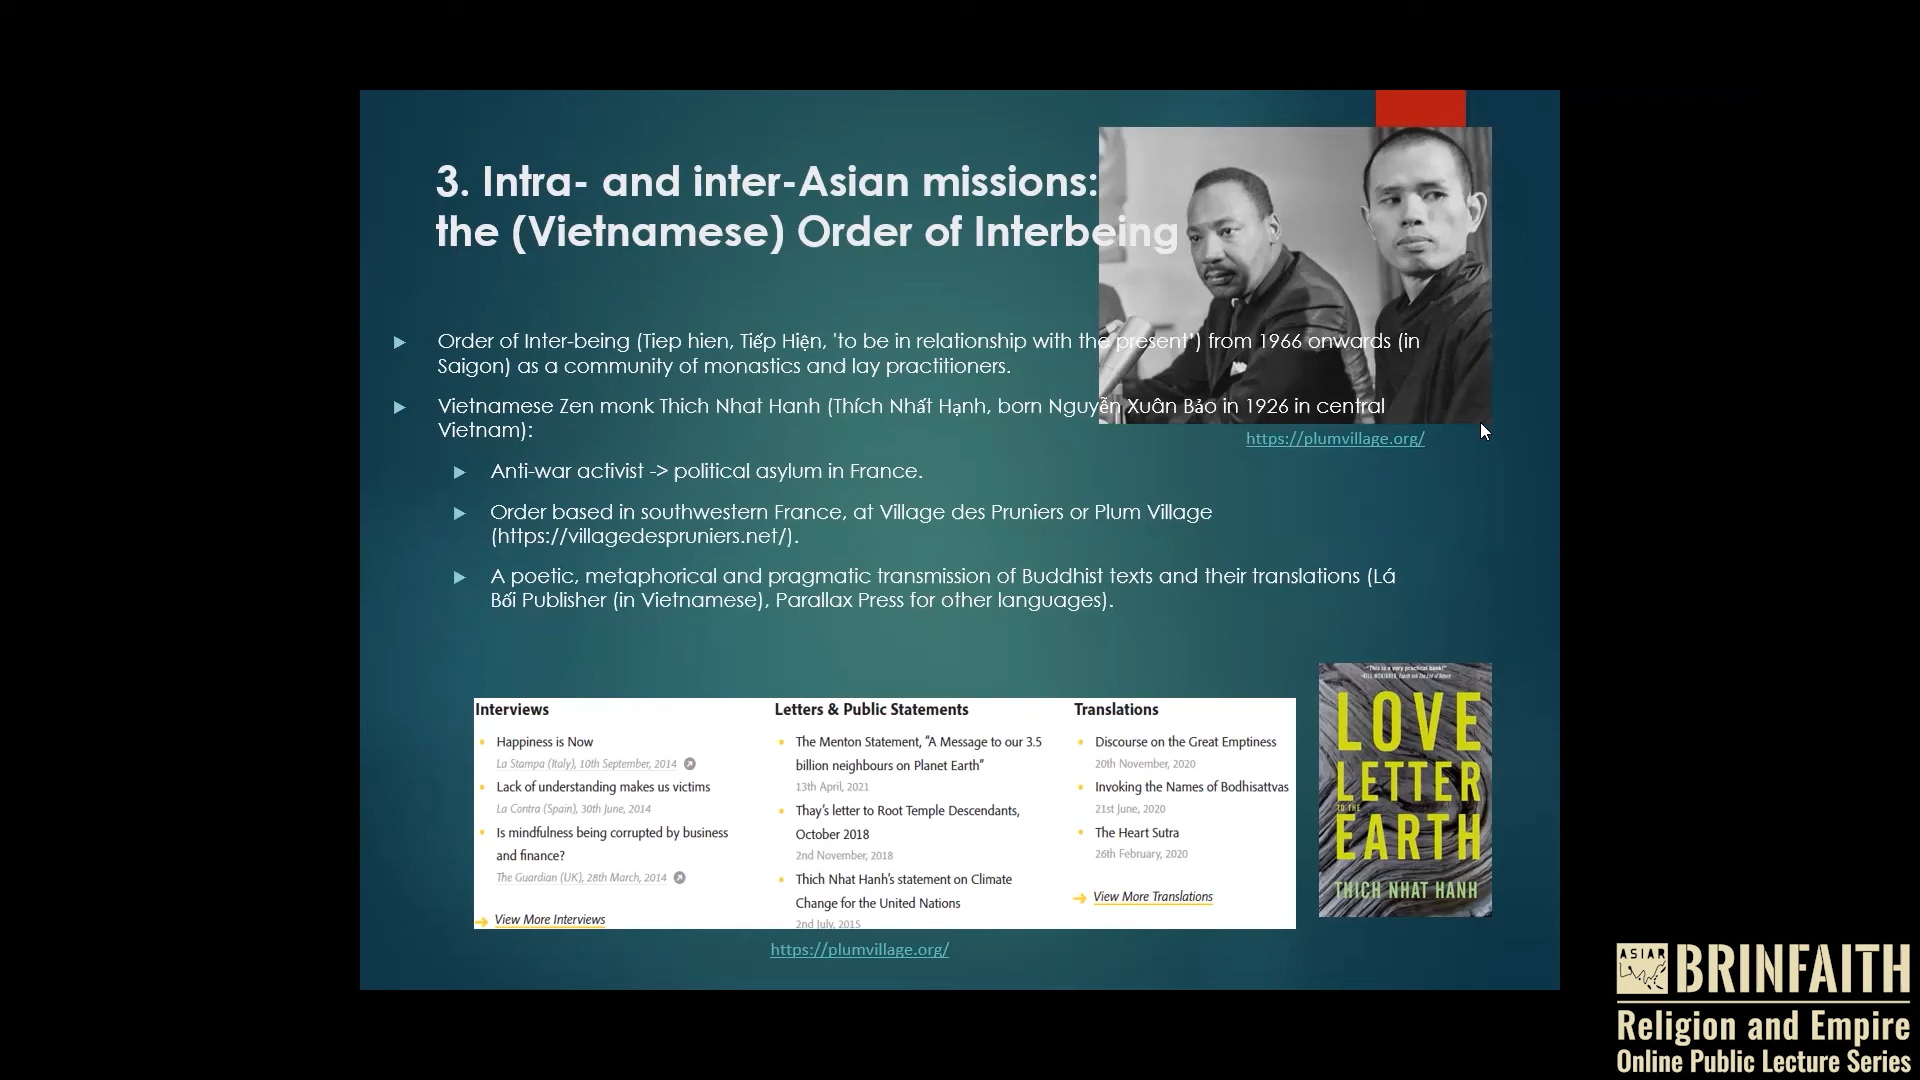 3. Intra- and inter-Asian missions:
the (Vietnamese) Order of Interbeing
Order of Inter-being (Tiep hien, Tiếp Hiện, 'to be in relationship with the present') from 1966 onwards (in
Saigon) as a community of monastics and lay practitioners.
Vietnamese Zen monk Thich Nhat Hanh (Thích Nhất Hạnh, born Nguyễn Xuân Bảo in 1926 in central
Vietnam):
https://plumvillage.org/
Anti-war activist -> political asylum in France.
Order based in southwestern France, at Village des Pruniers or Plum Village
(https://villagedespruniers.net/).
A poetic, metaphorical and pragmatic transmission of Buddhist texts and their translations (Lá
Bối Publisher (in Vietnamese), Parallax Press for other languages).
Interviews
Happiness is Now
La Stampa (Italy), 10th September, 2014
Lack of understanding makes us victims
La Contra (Spain), 30th June, 2014
Is mindfulness being corrupted by business
and finance?
The Guardian (UK), 28th March, 2014
View More Interviews
Letters & Public Statements
The Menton Statement, “A Message to our 3.5
billion neighbours on Planet Earth”
13th April, 2021
Thay’s letter to Root Temple Descendants,
October 2018
2nd November, 2018
Thich Nhat Hanh’s statement on Climate
Change for the United Nations
2nd July, 2015
Translations
Discourse on the Great Emptiness
20th November, 2020
Invoking the Names of Bodhisattvas
21st June, 2020
The Heart Sutra
26th February, 2020
View More Translations
https://plumvillage.org/
"This is a very practical book!"
LOVE
LETTER
TO THE
EARTH
THICH NHAT HANH
ASIAR
BRINFAITH
Religion and Empire
Online Public Lecture Series